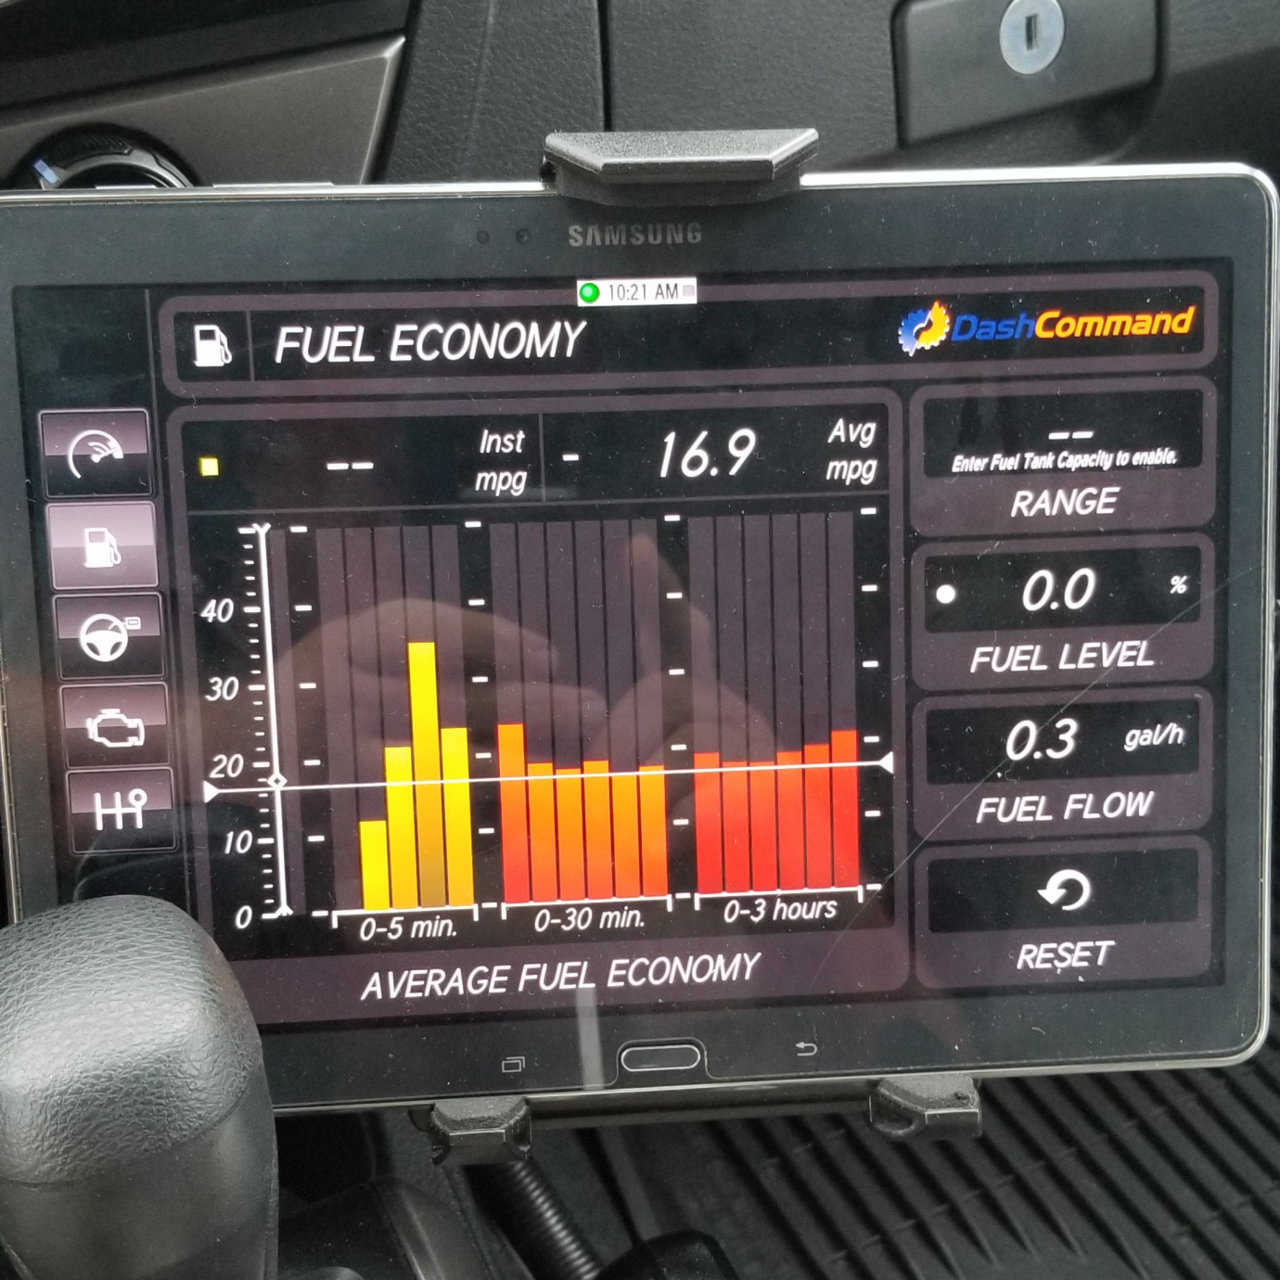 SAMSUNG
10:21 AM
FUEL ECONOMY
DashCommand
-- Inst mpg
- 16.9 Avg mpg
--
Enter Fuel Tank Capacity to enable.
RANGE
0.0 %
FUEL LEVEL
0.3 gal/h
FUEL FLOW
RESET
40
30
20
10
0
0-5 min.
0-30 min.
0-3 hours
AVERAGE FUEL ECONOMY